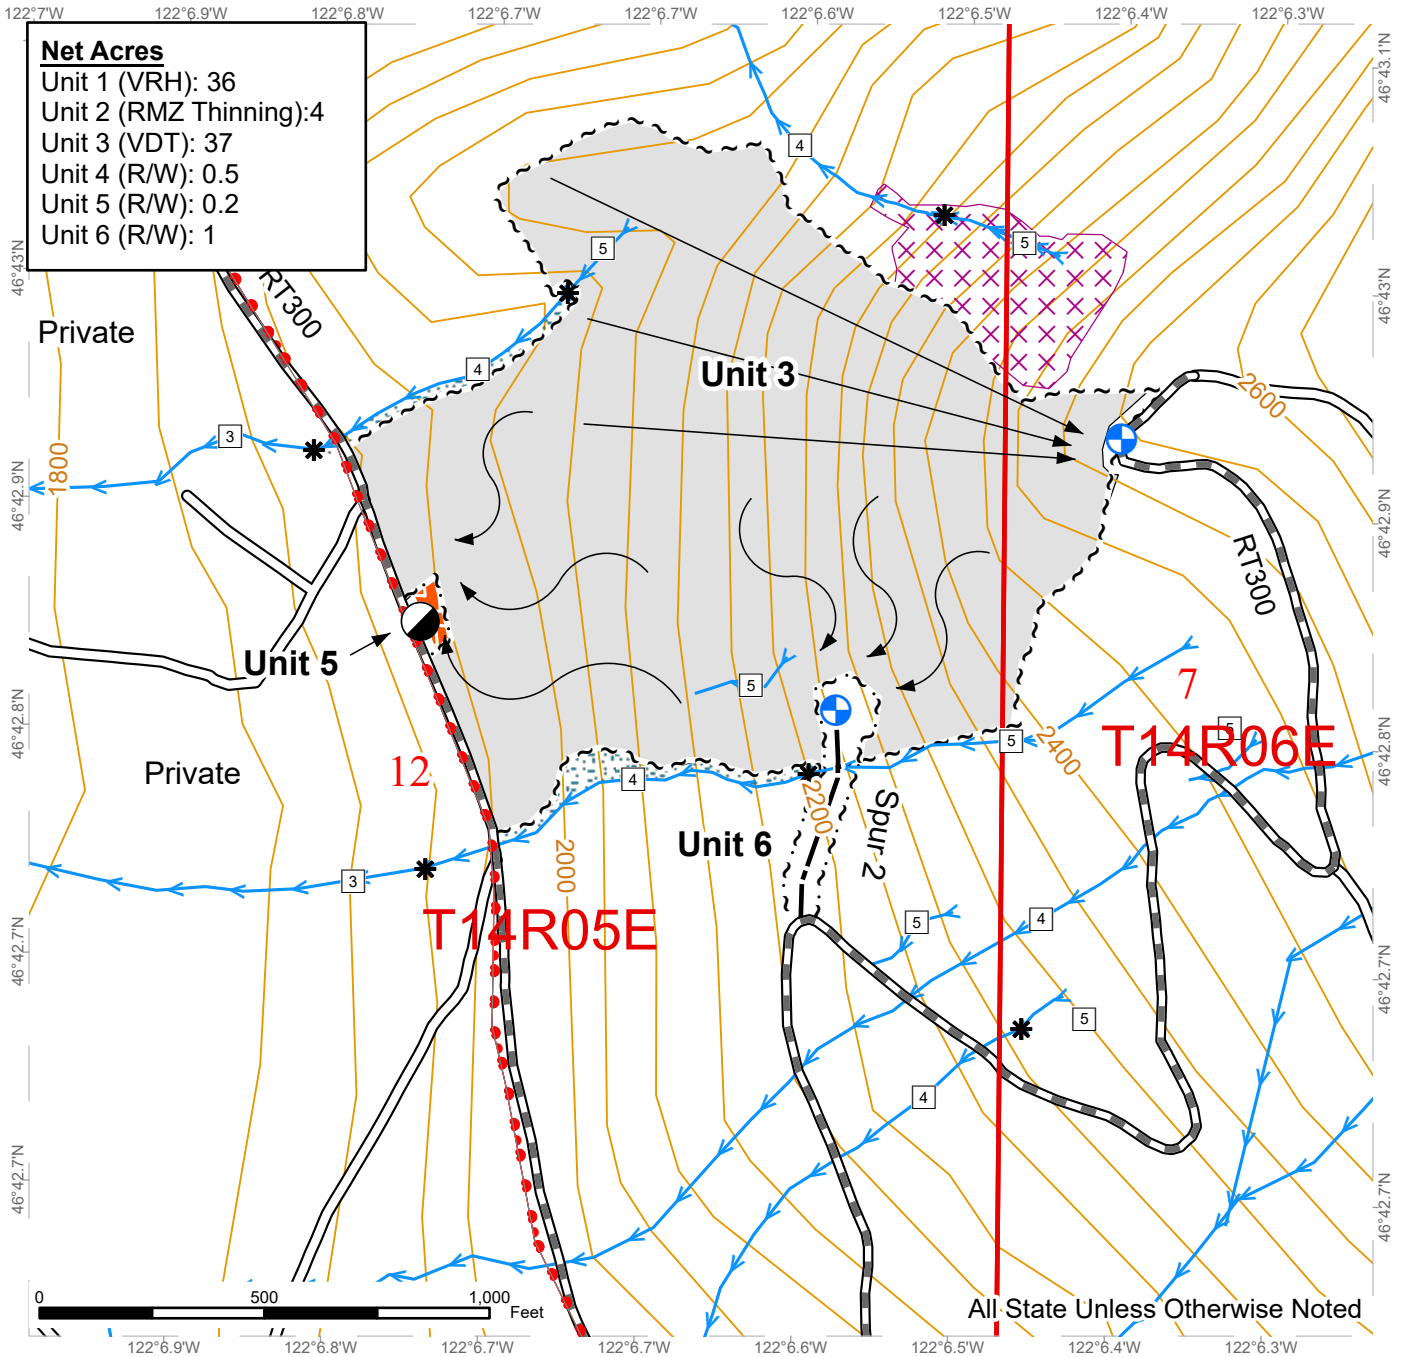 122°6.7'W 122°6.9'W 122°6.8'W 122°6.7'W 122°6.7'W 122°6.6'W 122°6.5'W 122°6.4'W 122°6.3'W
Net Acres
Unit 1 (VRH): 36
Unit 2 (RMZ Thinning):4
Unit 3 (VDT): 37
Unit 4 (R/W): 0.5
Unit 5 (R/W): 0.2
Unit 6 (R/W): 1
46°43.1'N
4
5
5
46°43'N
46°43'N
RT300
Private
4
Unit 3
2600
3
1800
46°42.9'N
46°42.9'N
RT300
Unit 5
5
7
5
46°42.8'N
46°42.8'N
5
2400
T14R06E
12
Private
4
2200
Spur 2
Unit 6
2000
3
T14R05E
5
4
46°42.7'N
46°42.7'N
5
4
46°42.7'N
46°42.7'N
0 500 1,000
Feet
All State Unless Otherwise Noted
122°6.9'W 122°6.8'W 122°6.7'W 122°6.7'W 122°6.6'W 122°6.5'W 122°6.4'W 122°6.3'W